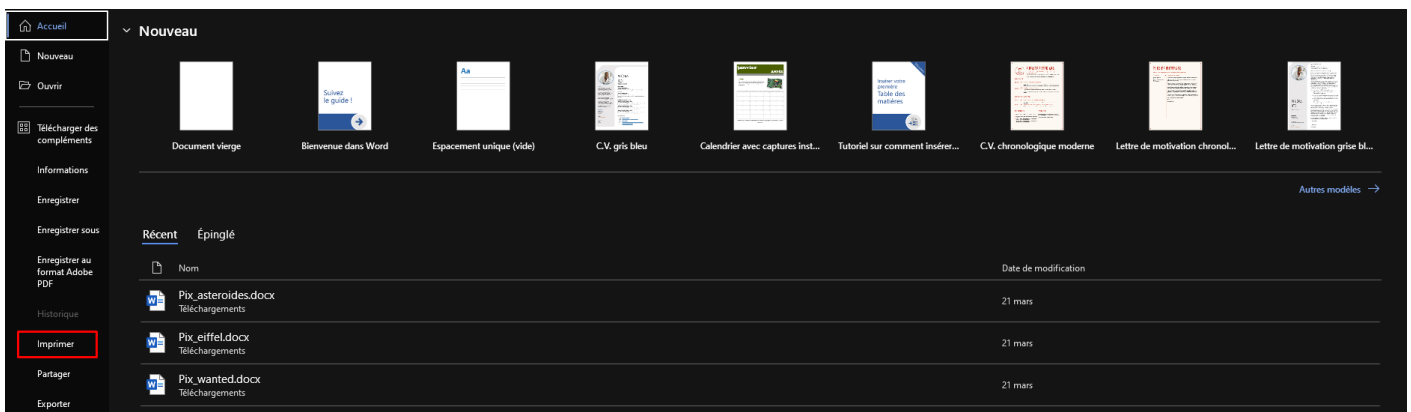 Accueil
Nouveau
Ouvrir
Télécharger des
compléments
Informations
Enregistrer
Enregistrer sous
Enregistrer au
format Adobe
PDF
Historique
Imprimer
Partager
Exporter
Nouveau
Suivez
le guide !
Aa
Insérer votre
première
Table des
matières
Document vierge
Bienvenue dans Word
Espacement unique (vide)
C.V. gris bleu
Calendrier avec captures inst...
Tutoriel sur comment insérer...
C.V. chronologique moderne
Lettre de motivation chronol...
Lettre de motivation grise bl...
Autres modèles
Récent Épinglé
Nom Date de modification
Pix_asteroides.docx 21 mars
Téléchargements
Pix_eiffel.docx 21 mars
Téléchargements
Pix_wanted.docx 21 mars
Téléchargements